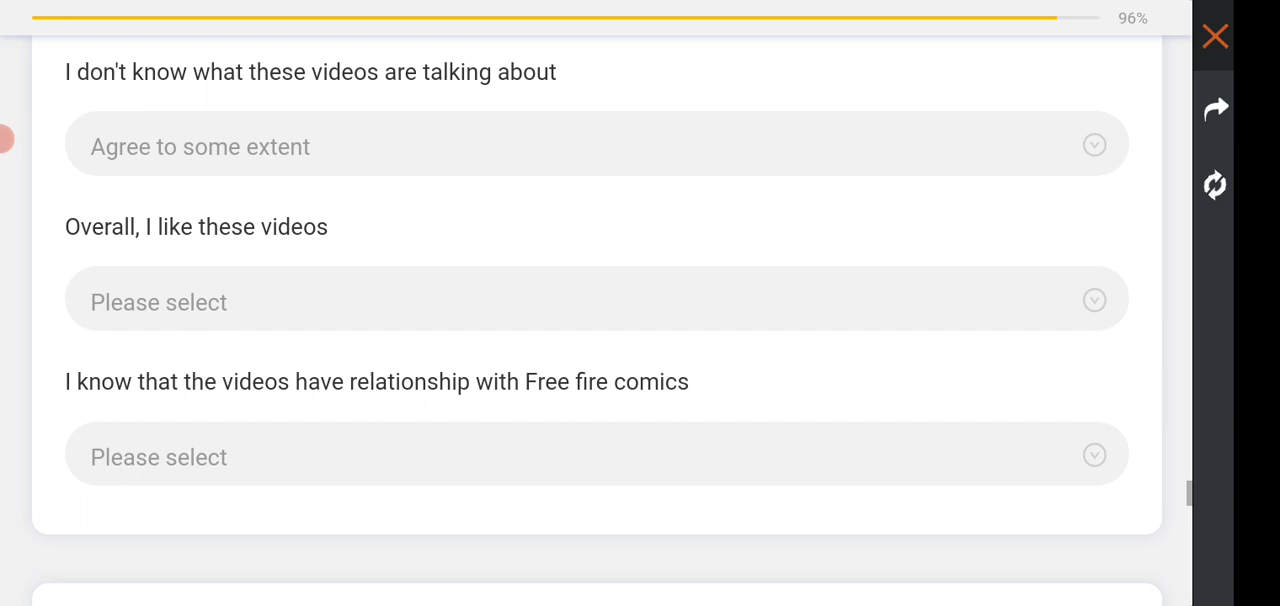 96%
I don't know what these videos are talking about
Agree to some extent
Overall, I like these videos
Please select
I know that the videos have relationship with Free fire comics
Please select